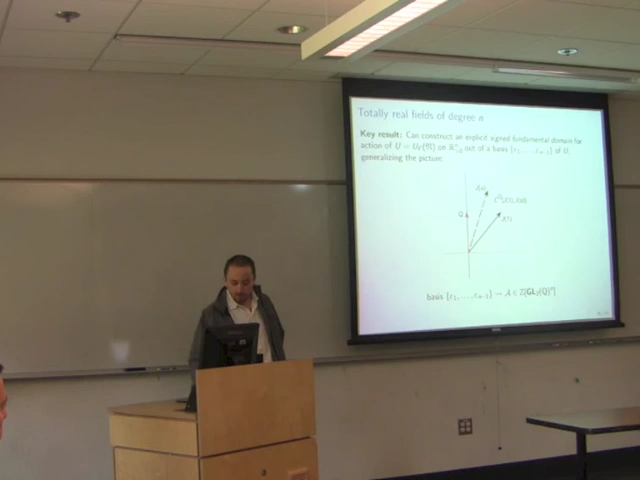 Totally real fields of degree n
Key result: Can construct an explicit signed fundamental domain for
action of U = U_F(𝔑) on ℝⁿ_{>0} out of a basis {ε₁, . . . , ε_{n−1}} of U,
generalizing the picture:
Q
basis {ε₁, . . . , ε_{n−1}} → 𝒜 ∈ ℤ[GL_n(ℚ)ⁿ]